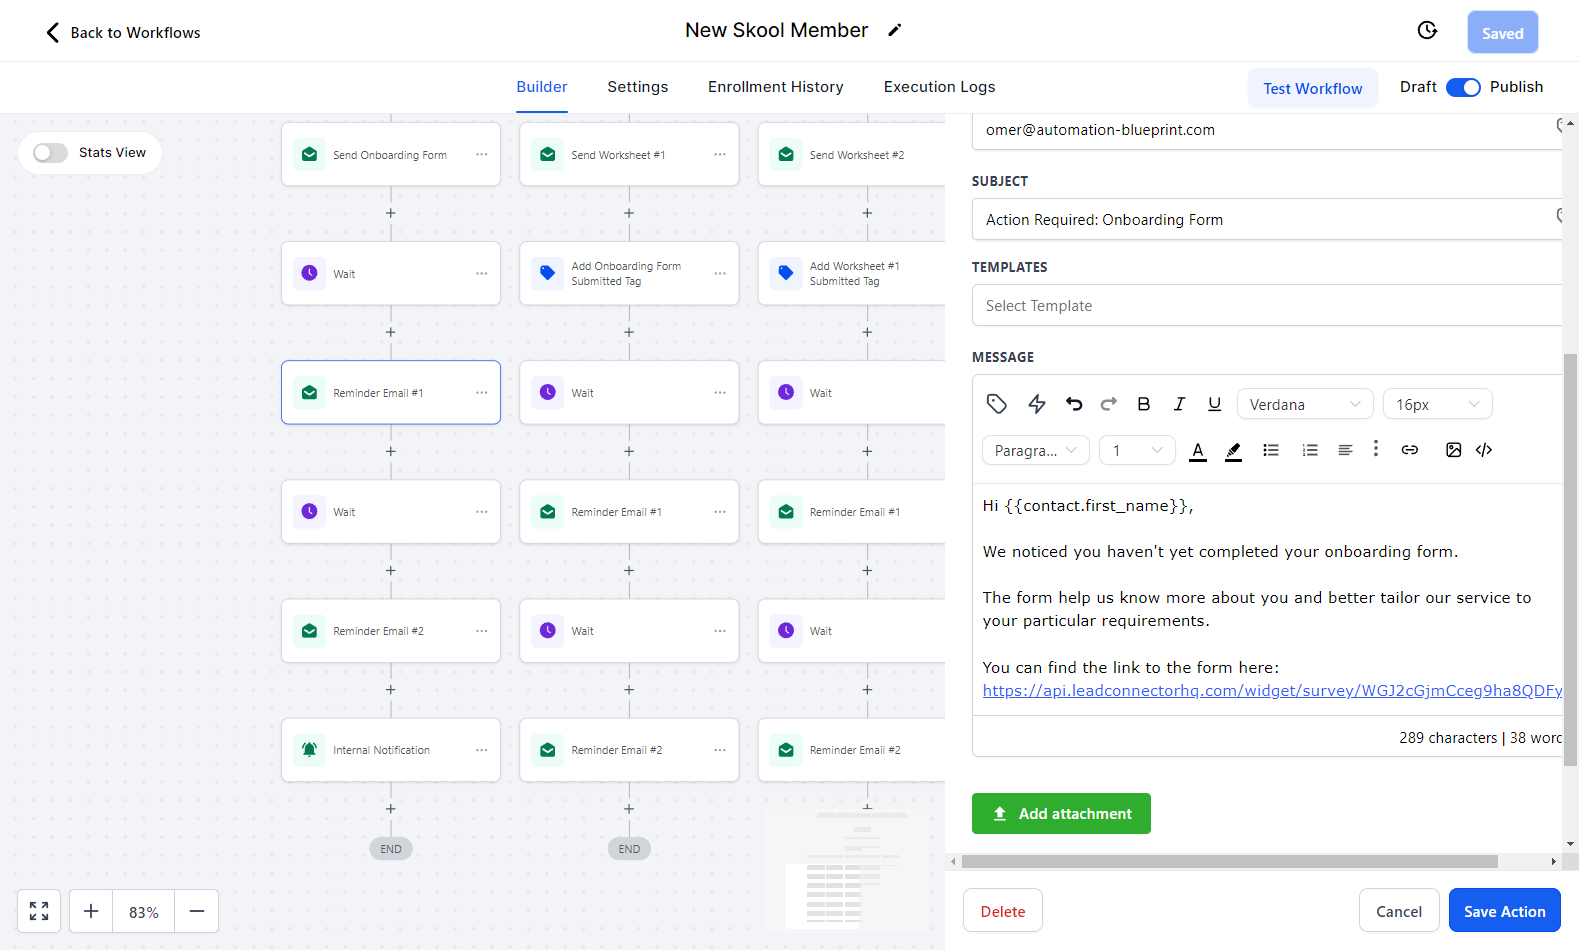 Back to Workflows
New Skool Member
Saved
Builder
Settings
Enrollment History
Execution Logs
Test Workflow
Draft
Publish
Stats View
Send Onboarding Form
Send Worksheet #1
Send Worksheet #2
Wait
Add Onboarding Form
Submitted Tag
Add Worksheet #1
Submitted Tag
Reminder Email #1
Wait
Wait
Wait
Reminder Email #1
Reminder Email #1
Reminder Email #2
Wait
Wait
Internal Notification
Reminder Email #2
Reminder Email #2
END
END
83%
omer@automation-blueprint.com
SUBJECT
Action Required: Onboarding Form
TEMPLATES
Select Template
MESSAGE
B
I
U
Verdana
16px
Paragra...
1
A
Hi {{contact.first_name}},
We noticed you haven't yet completed your onboarding form.
The form help us know more about you and better tailor our service to
your particular requirements.
You can find the link to the form here:
https://api.leadconnectorhq.com/widget/survey/WGJ2cGjmCceg9ha8QDFy
289 characters | 38 word
Add attachment
Delete
Cancel
Save Action